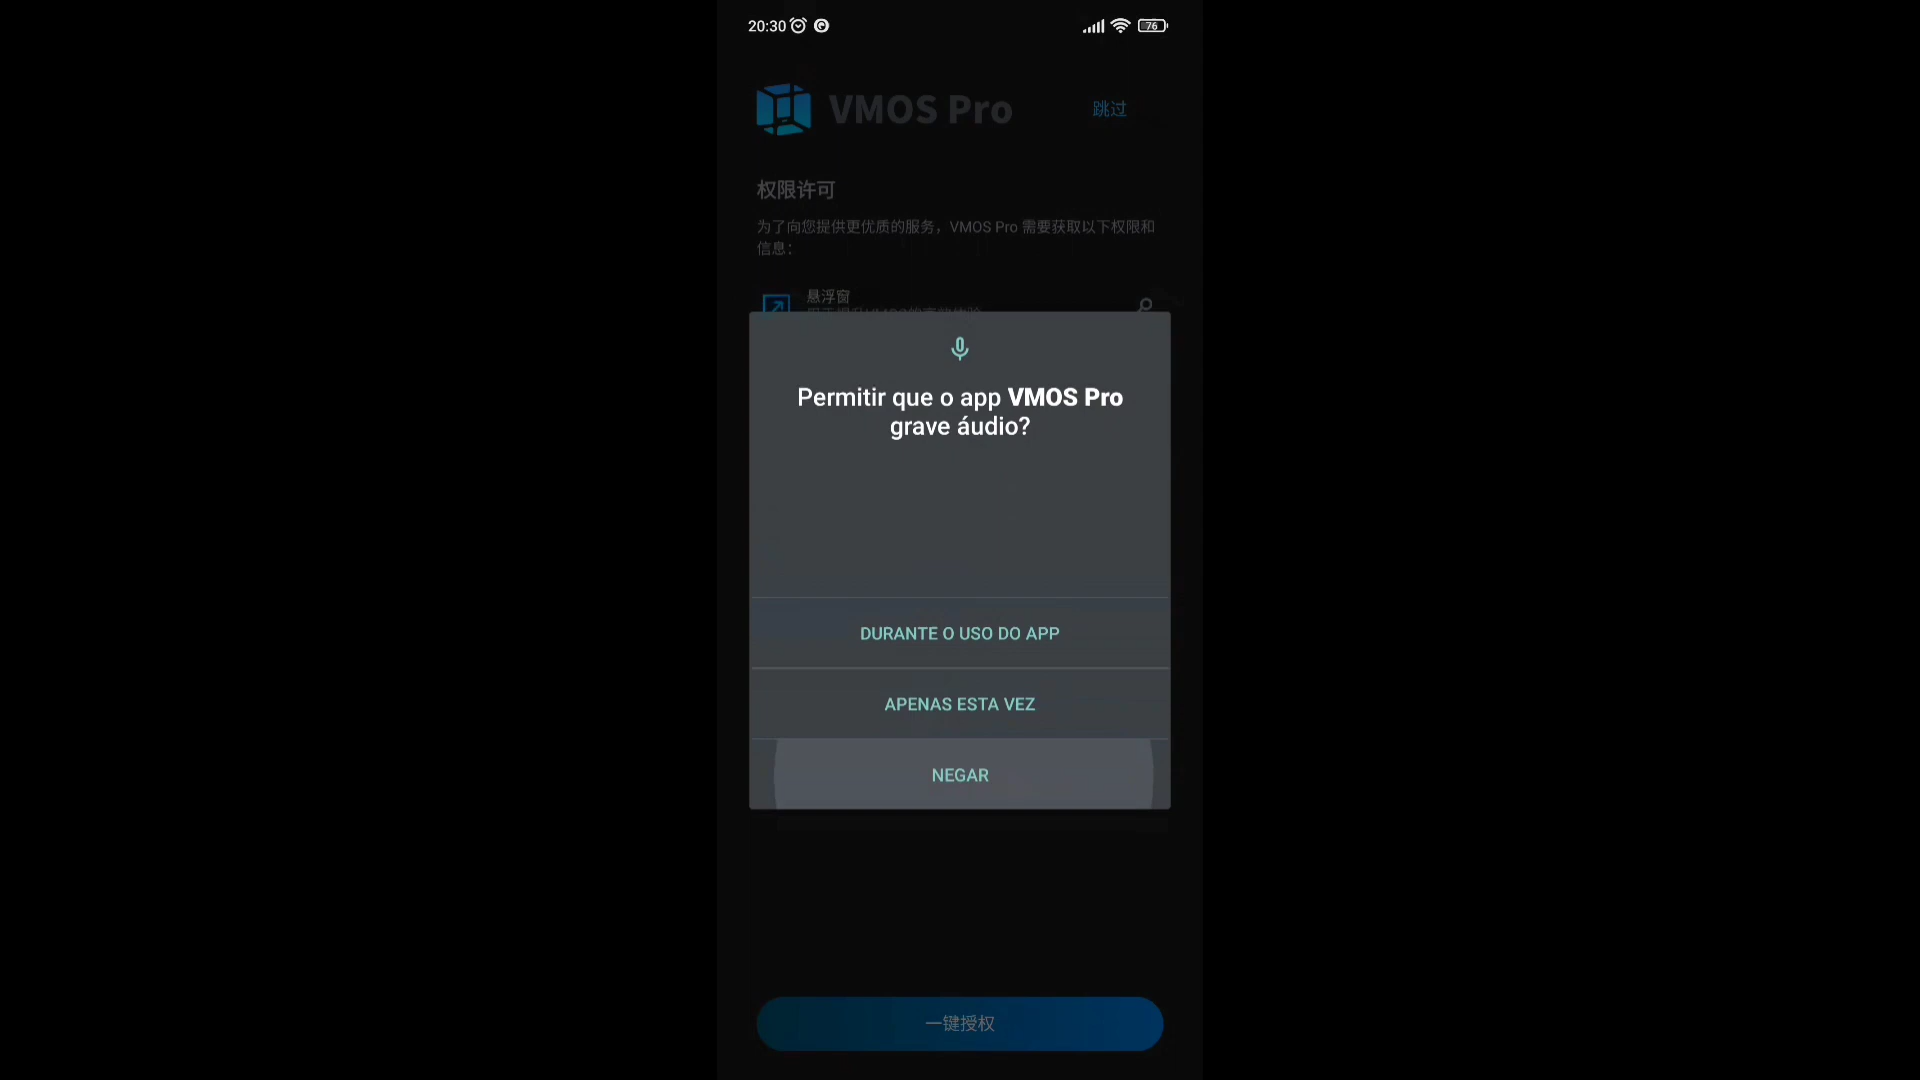 20:30
76
VMOS Pro
跳过
权限许可
为了向您提供更优质的服务，VMOS Pro 需要获取以下权限和
信息：
悬浮窗
Permitir que o app VMOS Pro
grave áudio?
DURANTE O USO DO APP
APENAS ESTA VEZ
NEGAR
一键授权